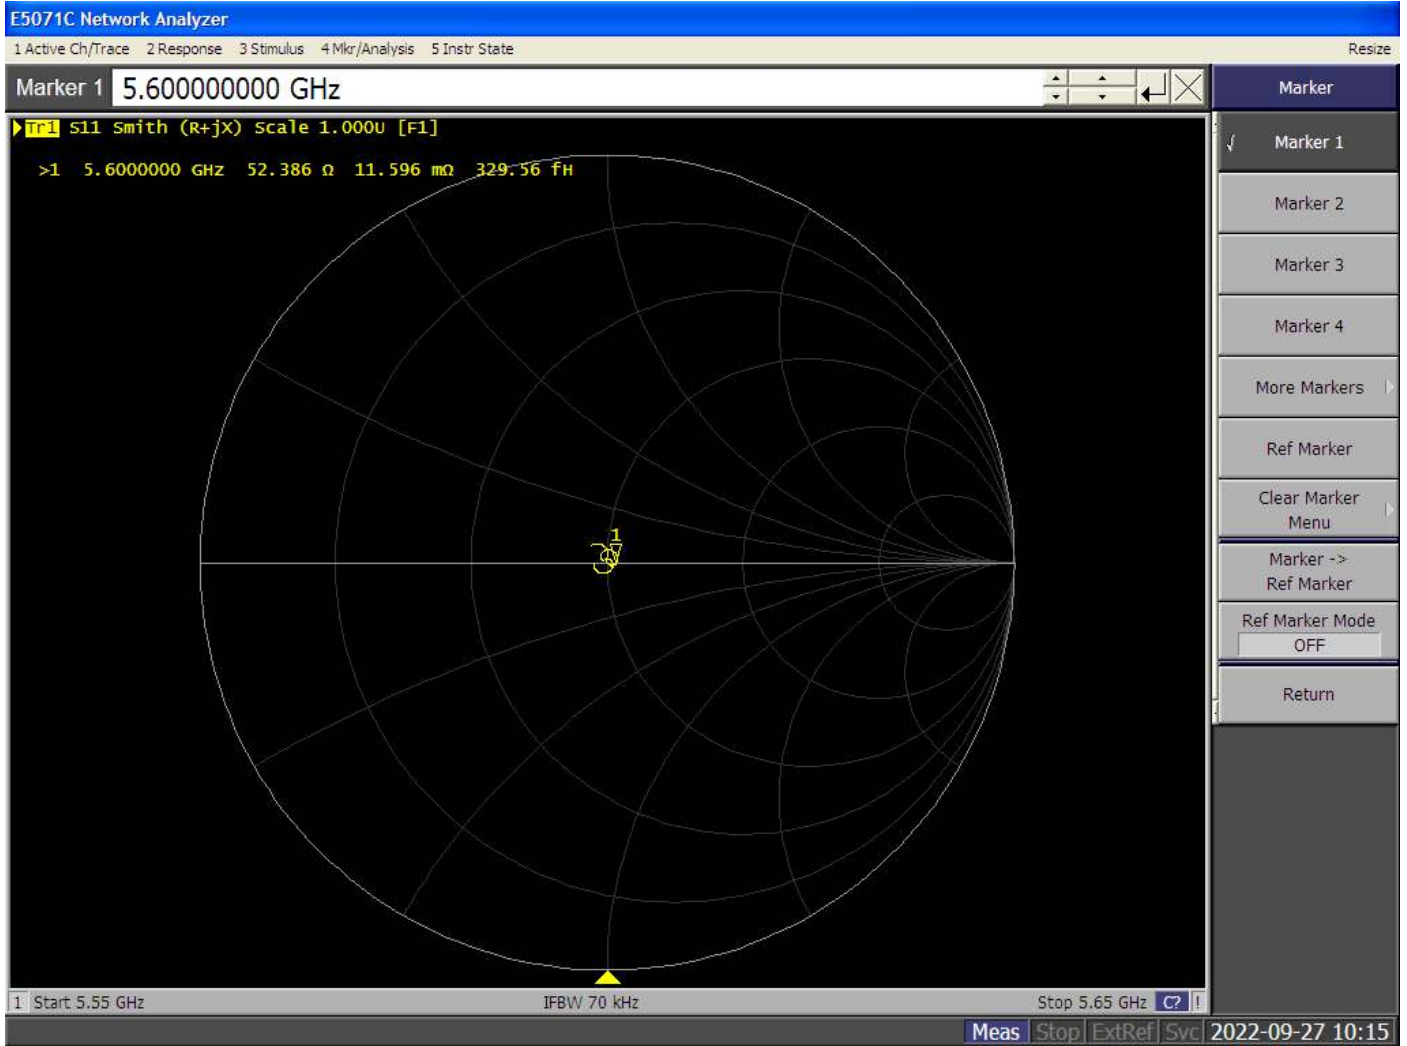 E5071C Network Analyzer
1 Active Ch/Trace 2 Response 3 Stimulus 4 Mkr/Analysis 5 Instr State Resize
Marker 1 5.600000000 GHz
Marker
Tr1 S11 Smith (R+jX) Scale 1.000U [F1]
>1 5.6000000 GHz 52.386 Ω 11.596 mΩ 329.56 fH
1
Marker 1
Marker 2
Marker 3
Marker 4
More Markers
Ref Marker
Clear Marker
Menu
Marker ->
Ref Marker
Ref Marker Mode
OFF
Return
1 Start 5.55 GHz IFBW 70 kHz Stop 5.65 GHz C? !
Meas Stop ExtRef Svc 2022-09-27 10:15